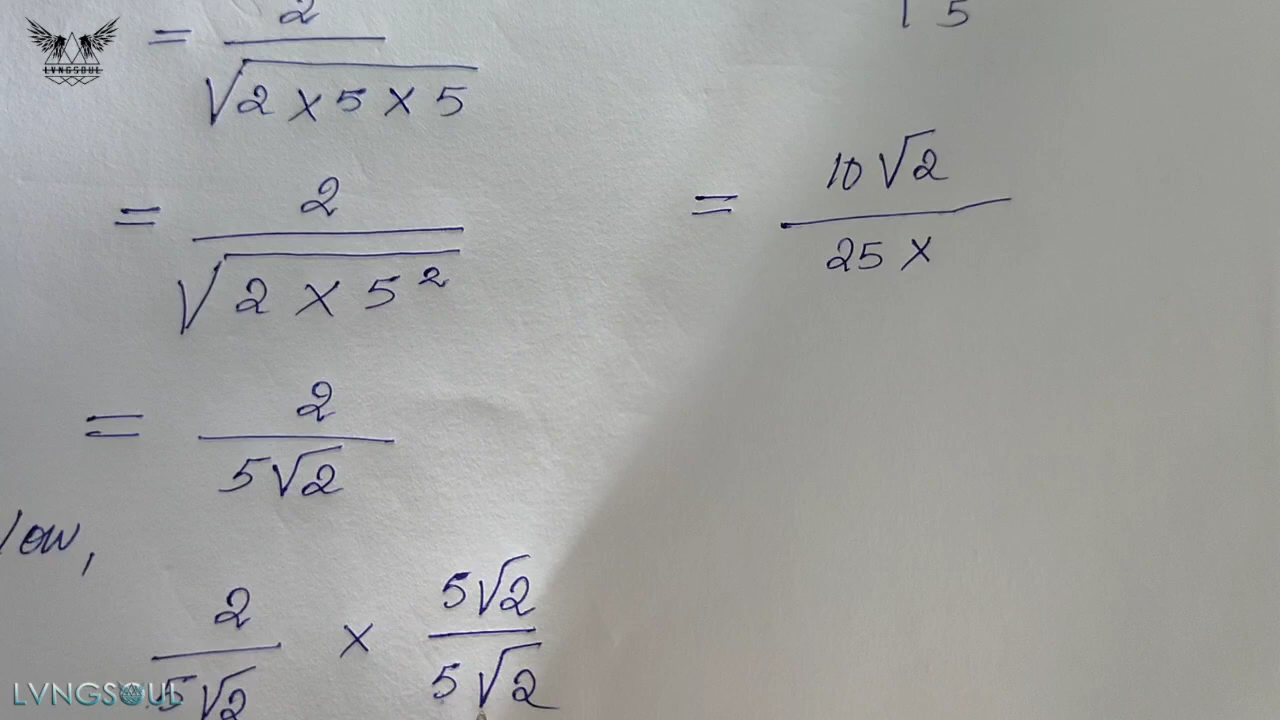 LVNGSOUL
= 2 / √2 × 5 × 5
= 2 / √2 × 5²
= 2 / 5√2
2 / 5√2 × 5√2 / 5√2
5
= 10√2 / 25 ×
LVNGSOUL